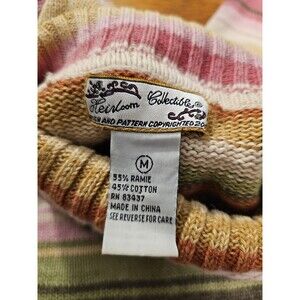 Heirloom Collectibles
AND PATTERN COPYRIGHTED
M
55% RAMIE
45% COTTON
RN 83437
MADE IN CHINA
SEE REVERSE FOR CARE